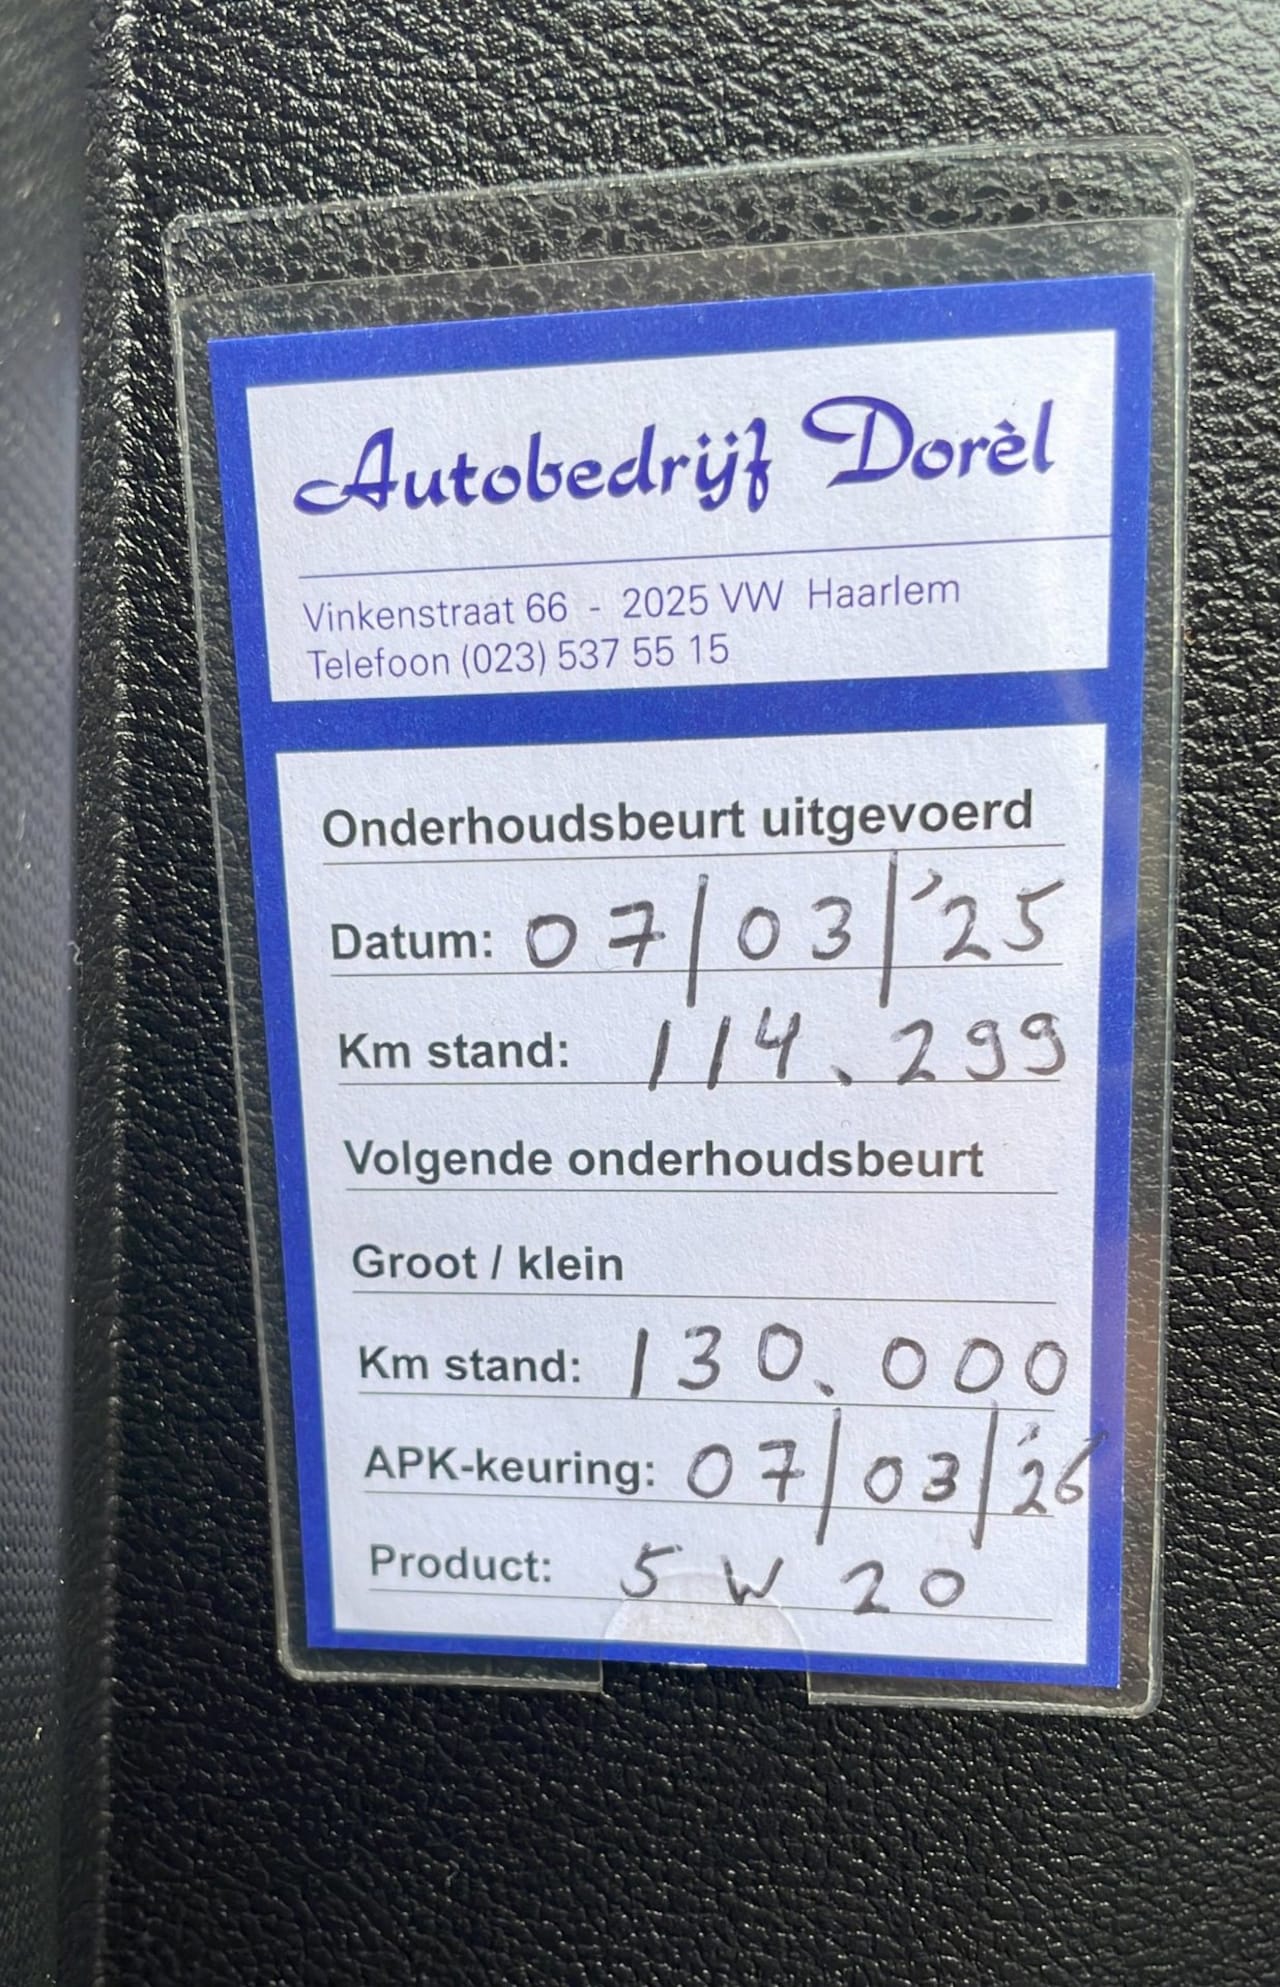 Autobedrijf Dorèl
Vinkenstraat 66 - 2025 VW Haarlem
Telefoon (023) 537 55 15
Onderhoudsbeurt uitgevoerd
Datum: 07/03/'25
Km stand: 114.299
Volgende onderhoudsbeurt
Groot / klein
Km stand: 130.000
APK-keuring: 07/03/'26
Product: 5W20